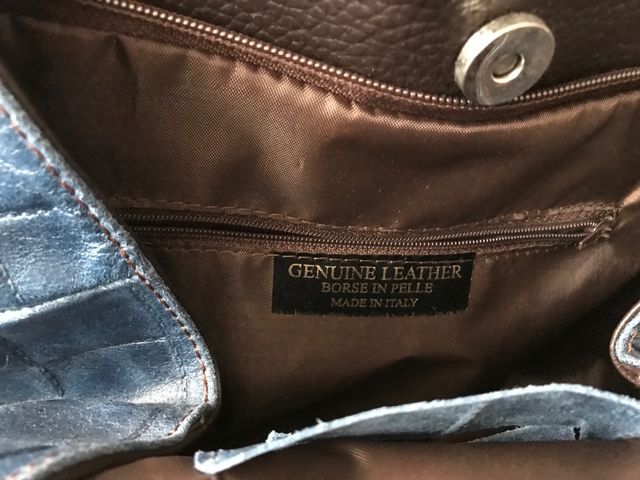 GENUINE LEATHER
BORSE IN PELLE
MADE IN ITALY